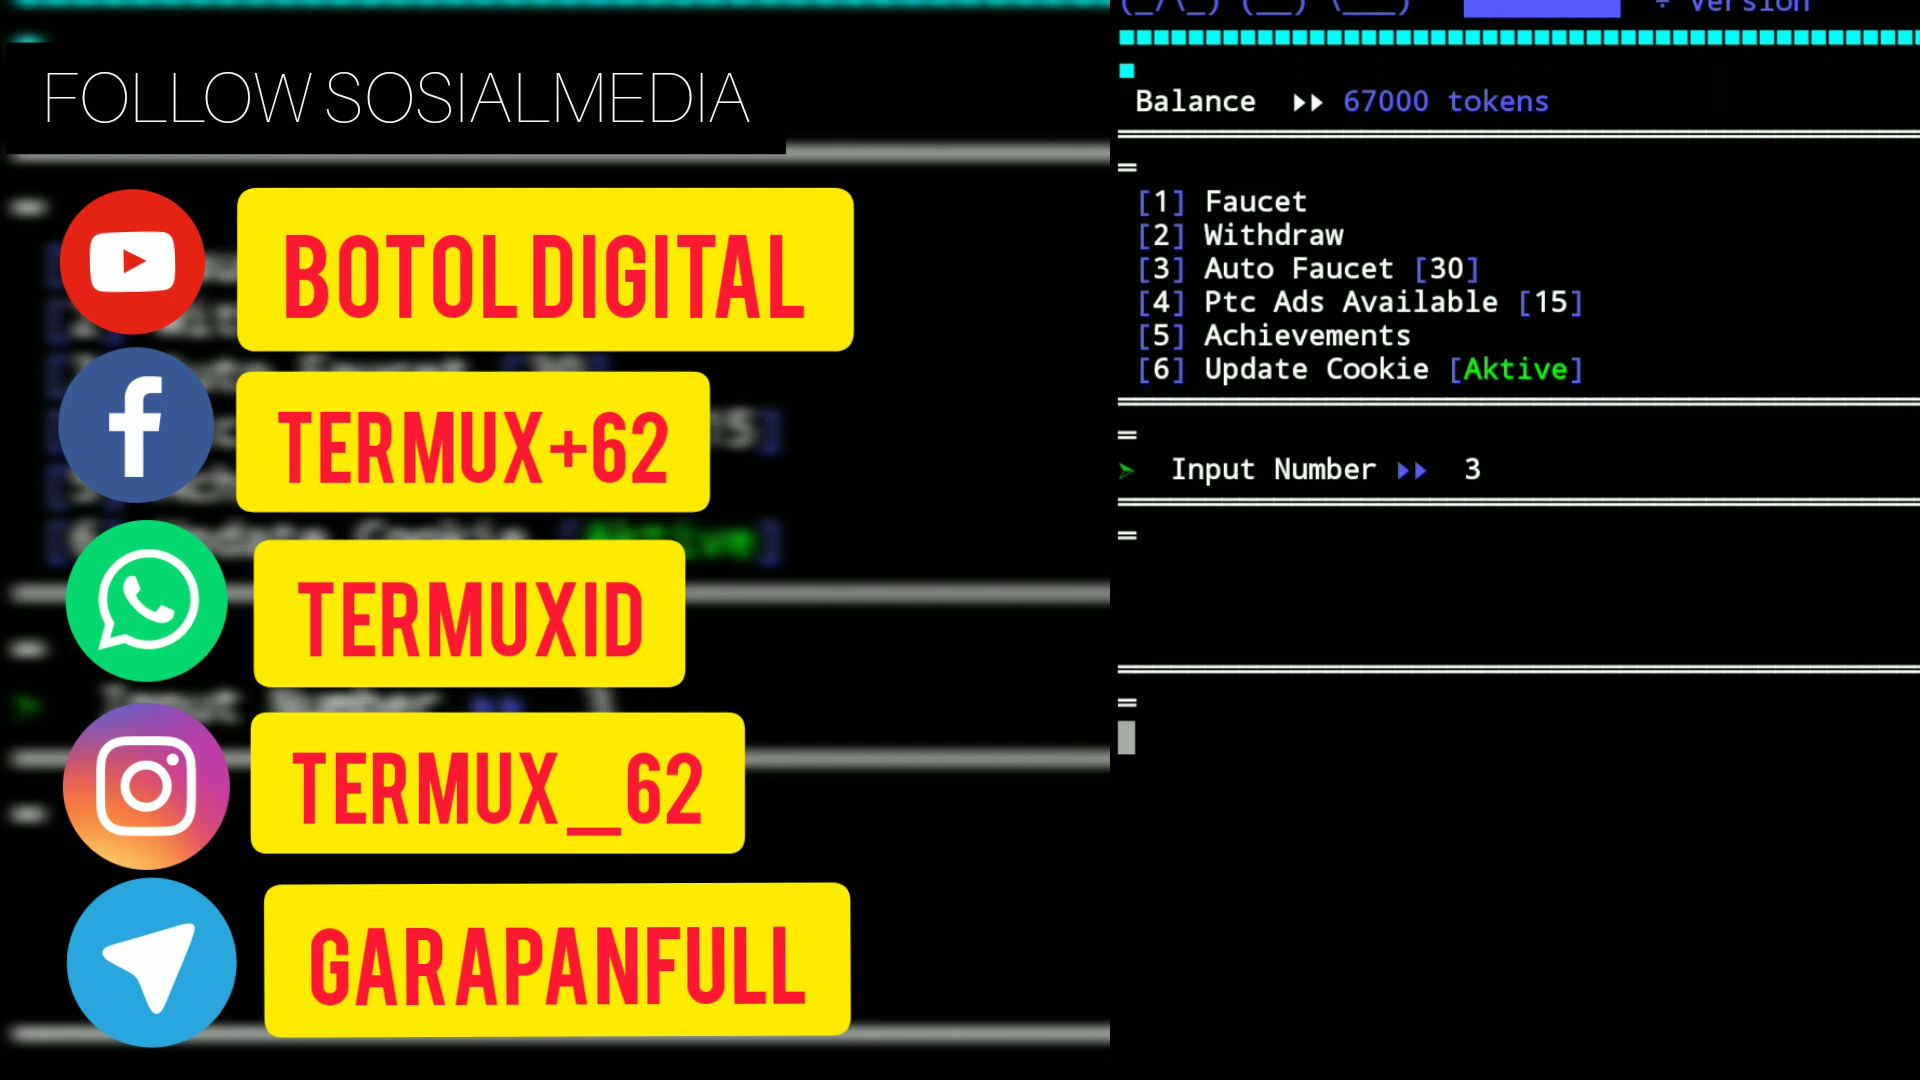 FOLLOW SOSIALMEDIA
BOTOL DIGITAL
TERMUX+62
TERMUXID
TERMUX_62
GARAPANFULL
÷ Version
Balance ►► 67000 tokens
[1] Faucet
[2] Withdraw
[3] Auto Faucet [30]
[4] Ptc Ads Available [15]
[5] Achievements
[6] Update Cookie [Aktive]
➤ Input Number ►► 3